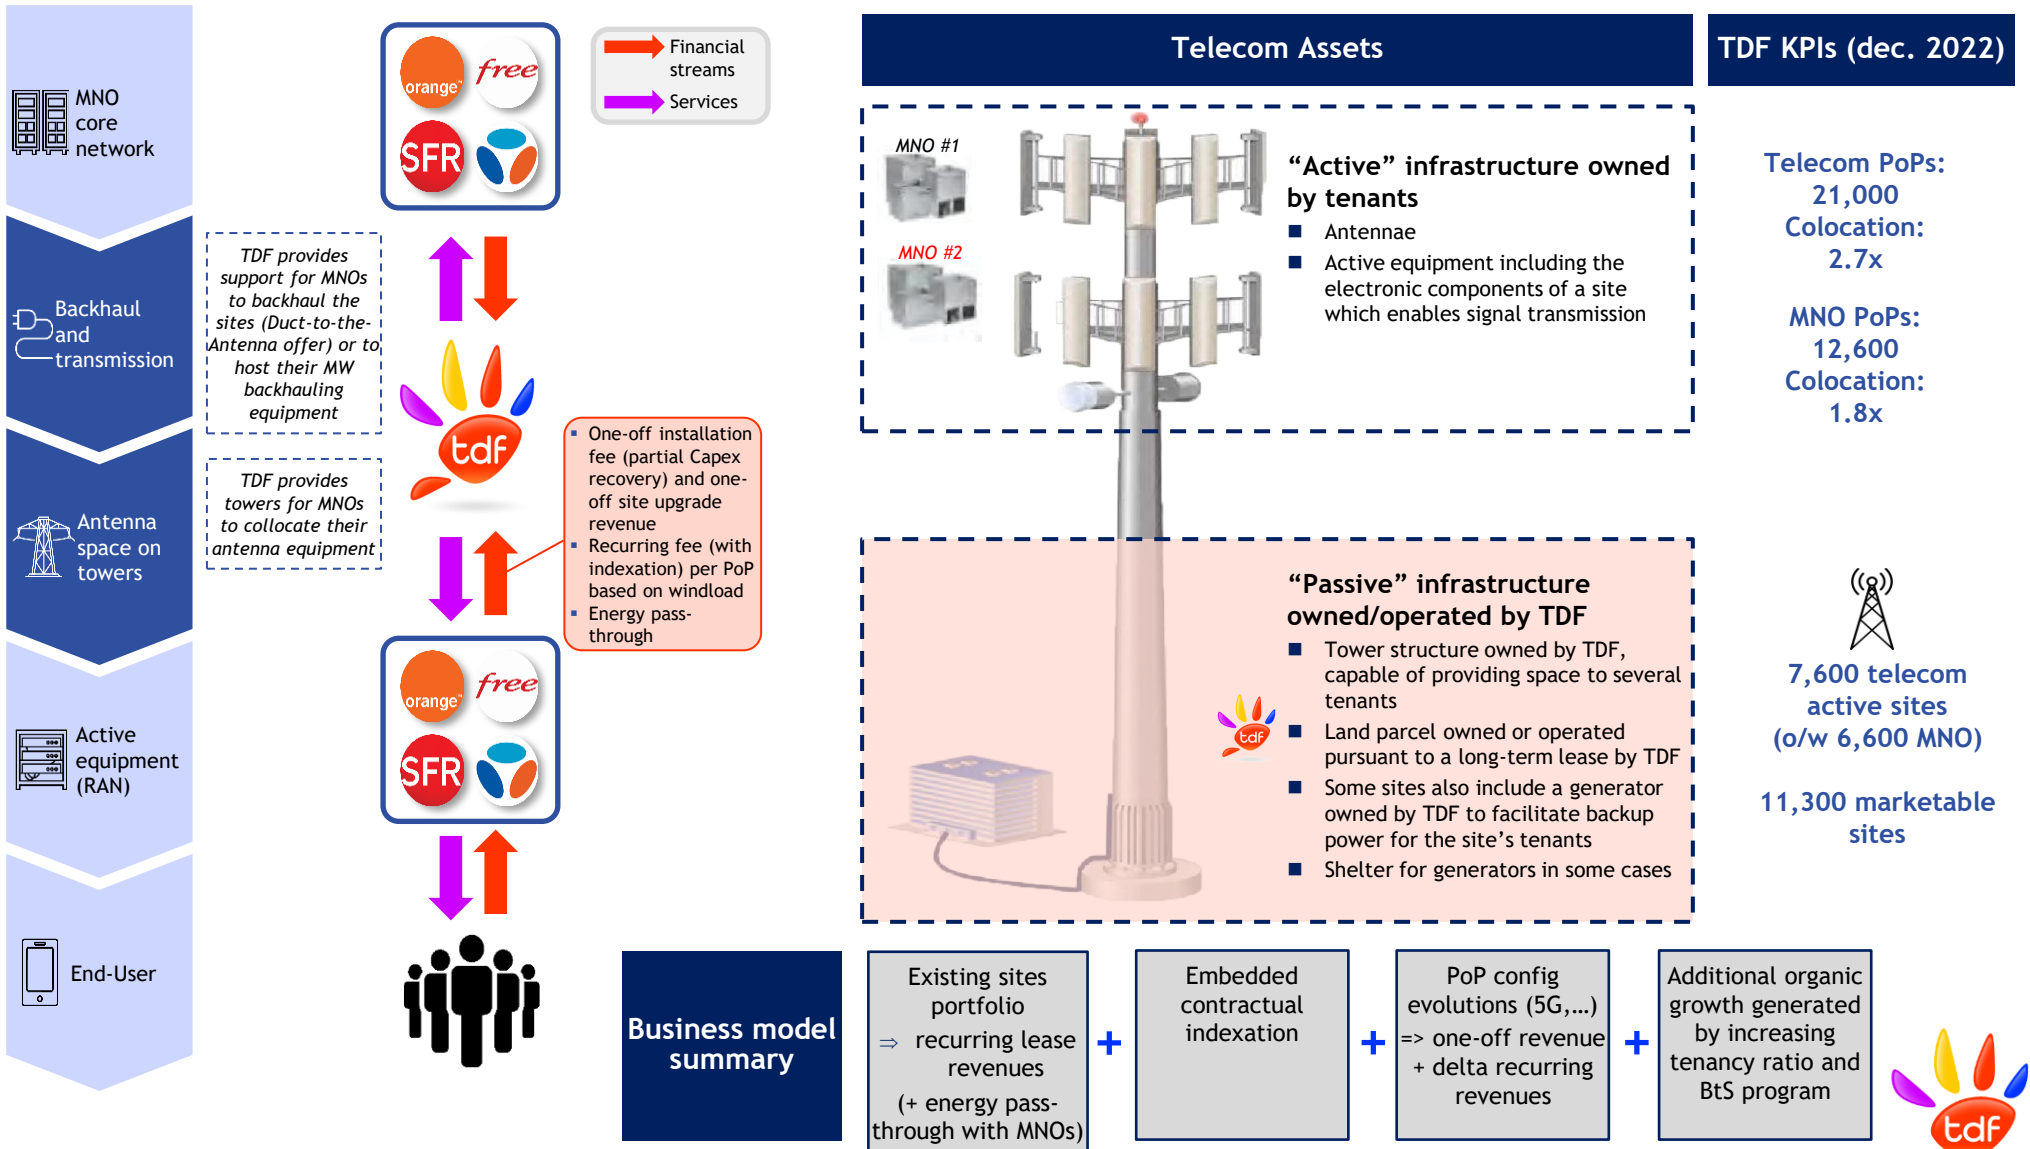 MNO
core
network
Backhaul
and
transmission
Antenna
space on
towers
Active
equipment
(RAN)
End-User
TDF provides
support for MNOs
to backhaul the
sites (Duct-to-the-
Antenna offer) or to
host their MW
backhauling
equipment
TDF provides
towers for MNOs
to collocate their
antenna equipment
orange™
free
SFR
Financial
streams
Services
tdf
▪ One-off installation
fee (partial Capex
recovery) and one-
off site upgrade
revenue
▪ Recurring fee (with
indexation) per PoP
based on windload
▪ Energy pass-
through
orange™
free
SFR
Telecom Assets
MNO #1
MNO #2
“Active” infrastructure owned
by tenants
■ Antennae
■ Active equipment including the
electronic components of a site
which enables signal transmission
“Passive” infrastructure
owned/operated by TDF
■ Tower structure owned by TDF,
capable of providing space to several
tenants
■ Land parcel owned or operated
pursuant to a long-term lease by TDF
■ Some sites also include a generator
owned by TDF to facilitate backup
power for the site’s tenants
■ Shelter for generators in some cases
tdf
TDF KPIs (dec. 2022)
Telecom PoPs:
21,000
Colocation:
2.7x
MNO PoPs:
12,600
Colocation:
1.8x
7,600 telecom
active sites
(o/w 6,600 MNO)
11,300 marketable
sites
Business model
summary
Existing sites
portfolio
⇒ recurring lease
revenues
(+ energy pass-
through with MNOs)
+
Embedded
contractual
indexation
+
PoP config
evolutions (5G,…)
=> one-off revenue
+ delta recurring
revenues
+
Additional organic
growth generated
by increasing
tenancy ratio and
BtS program
tdf